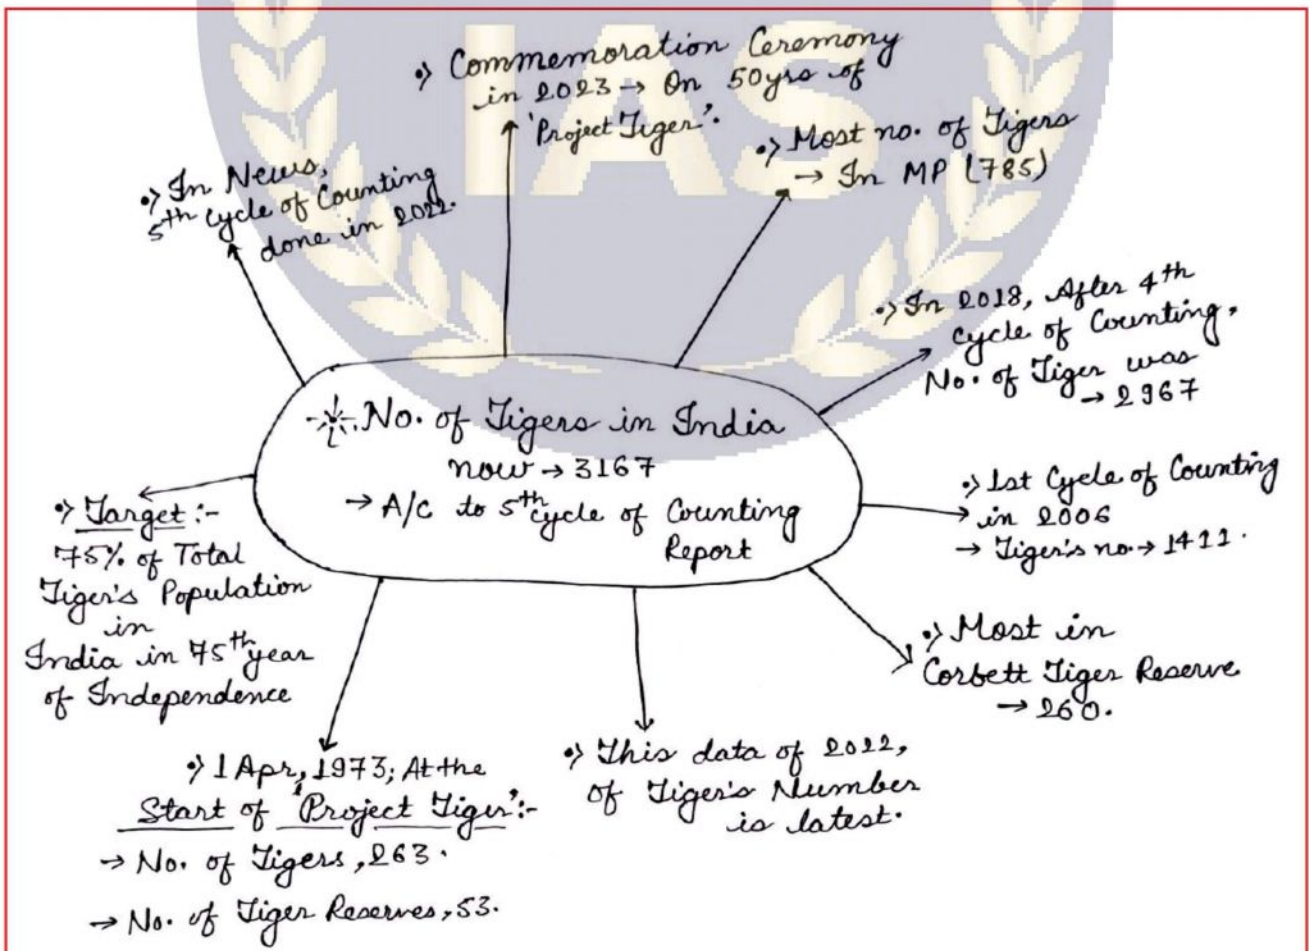 IAS
•) Commemoration Ceremony
in 2023 → On 50yrs of
'Project Tiger'.
•) Most no. of Tigers
→ In MP (785)
•) In News,
5th Cycle of Counting
done in 2022.
•) In 2018, After 4th
Cycle of Counting,
No. of Tiger was
→ 2967
No. of Tigers in India
now → 3167
→ A/c to 5th cycle of Counting
Report
•) 1st Cycle of Counting
in 2006
→ Tiger's no. → 1411.
•) Target :-
75% of Total
Tiger's Population
in
India in 75th year
of Independence
•) Most in
Corbett Tiger Reserve
→ 260.
•) 1 Apr, 1973; At the
Start of 'Project Tiger':-
→ No. of Tigers, 263.
→ No. of Tiger Reserves, 53.
•) This data of 2022,
of Tiger's Number
is latest.